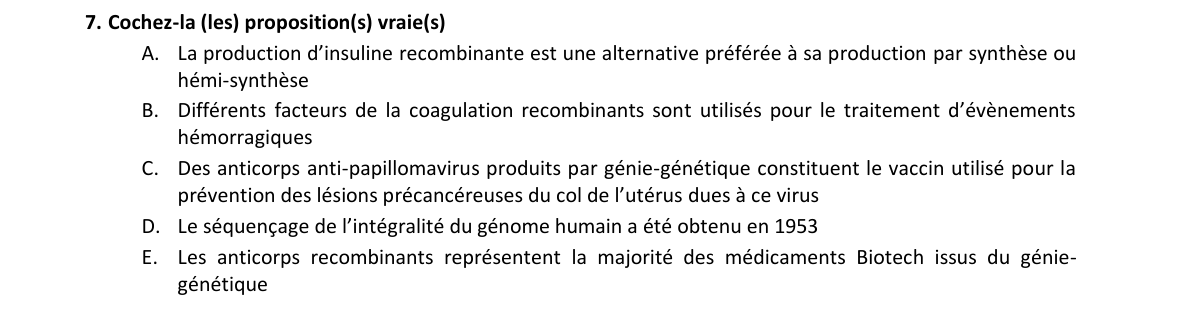 7. Cochez-la (les) proposition(s) vraie(s)
A. La production d’insuline recombinante est une alternative préférée à sa production par synthèse ou
hémi-synthèse
B. Différents facteurs de la coagulation recombinants sont utilisés pour le traitement d’évènements
hémorragiques
C. Des anticorps anti-papillomavirus produits par génie-génétique constituent le vaccin utilisé pour la
prévention des lésions précancéreuses du col de l’utérus dues à ce virus
D. Le séquençage de l’intégralité du génome humain a été obtenu en 1953
E. Les anticorps recombinants représentent la majorité des médicaments Biotech issus du génie-
génétique